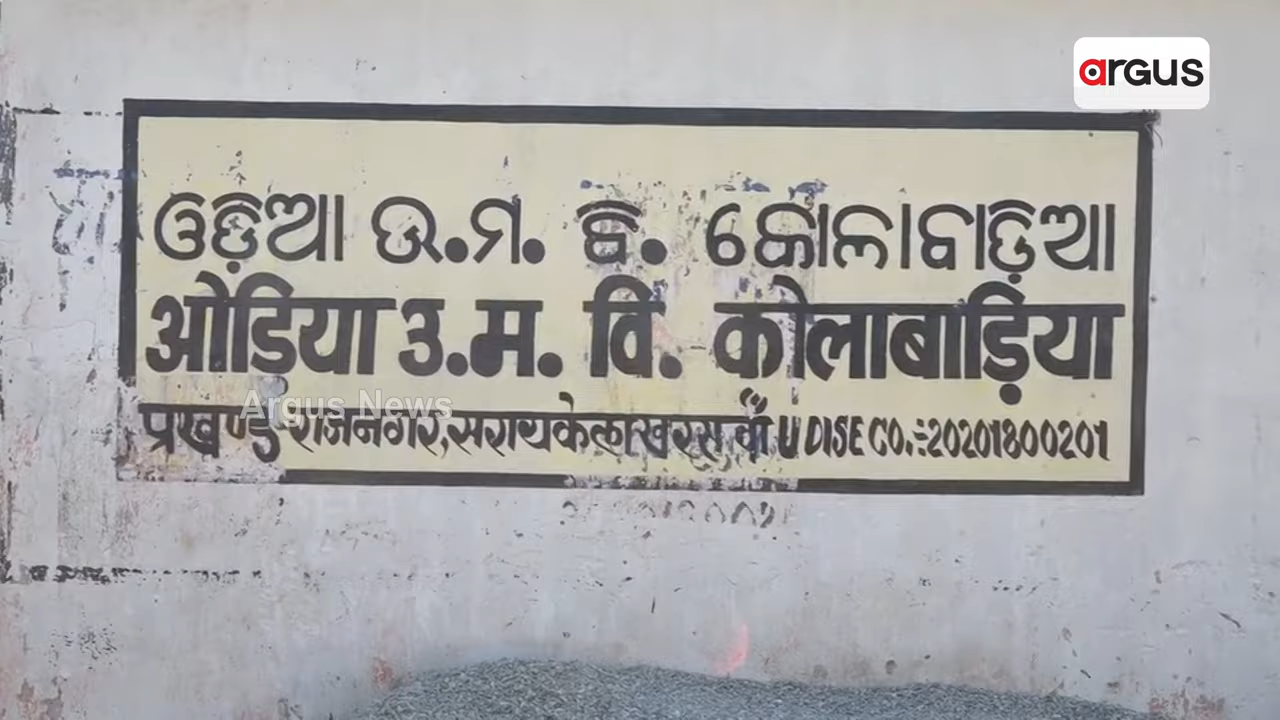 argus
ଓଡ଼ିଆ ଉ.ମ. ବି. କୋଲାବାଡ଼ିଆ
ओडिया उ.म. वि. कोलाबाड़िया
Argus News
प्रखण्ड-राजनगर,सरायकेला खरसावाँ U DISE CO.:-20201800201